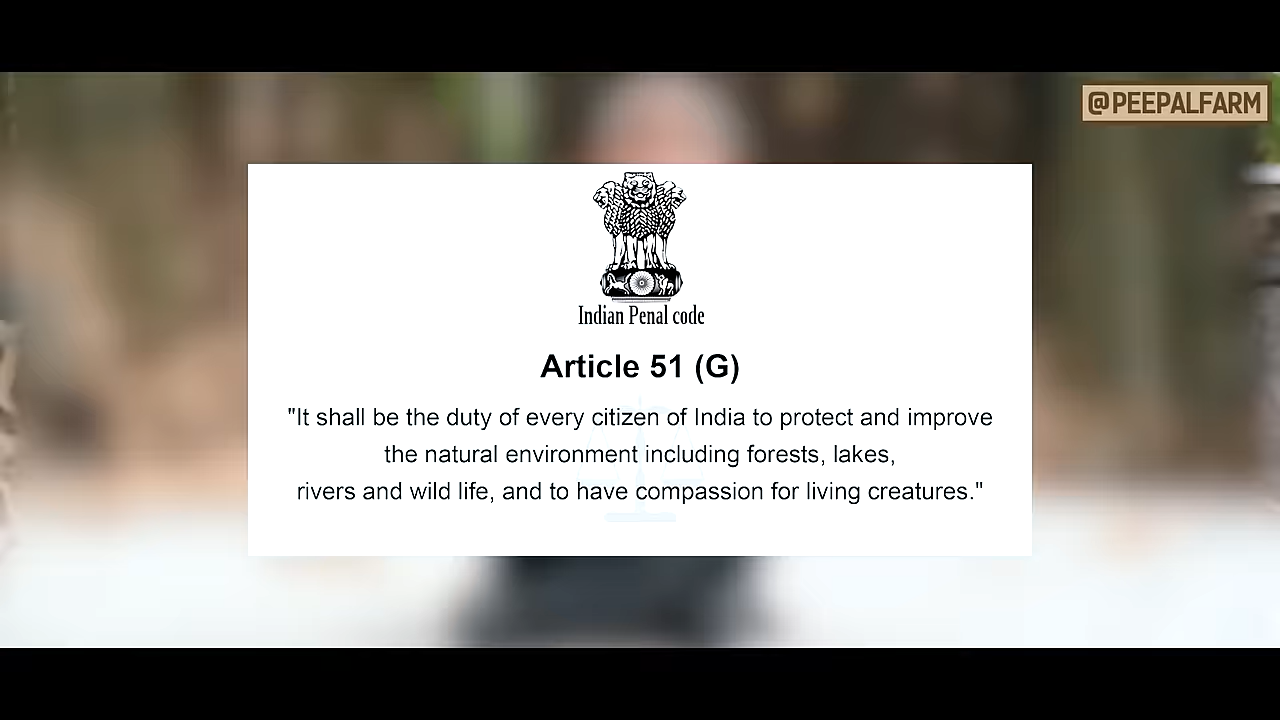 @PEEPALFARM
Indian Penal code
Article 51 (G)
"It shall be the duty of every citizen of India to protect and improve
the natural environment including forests, lakes,
rivers and wild life, and to have compassion for living creatures."